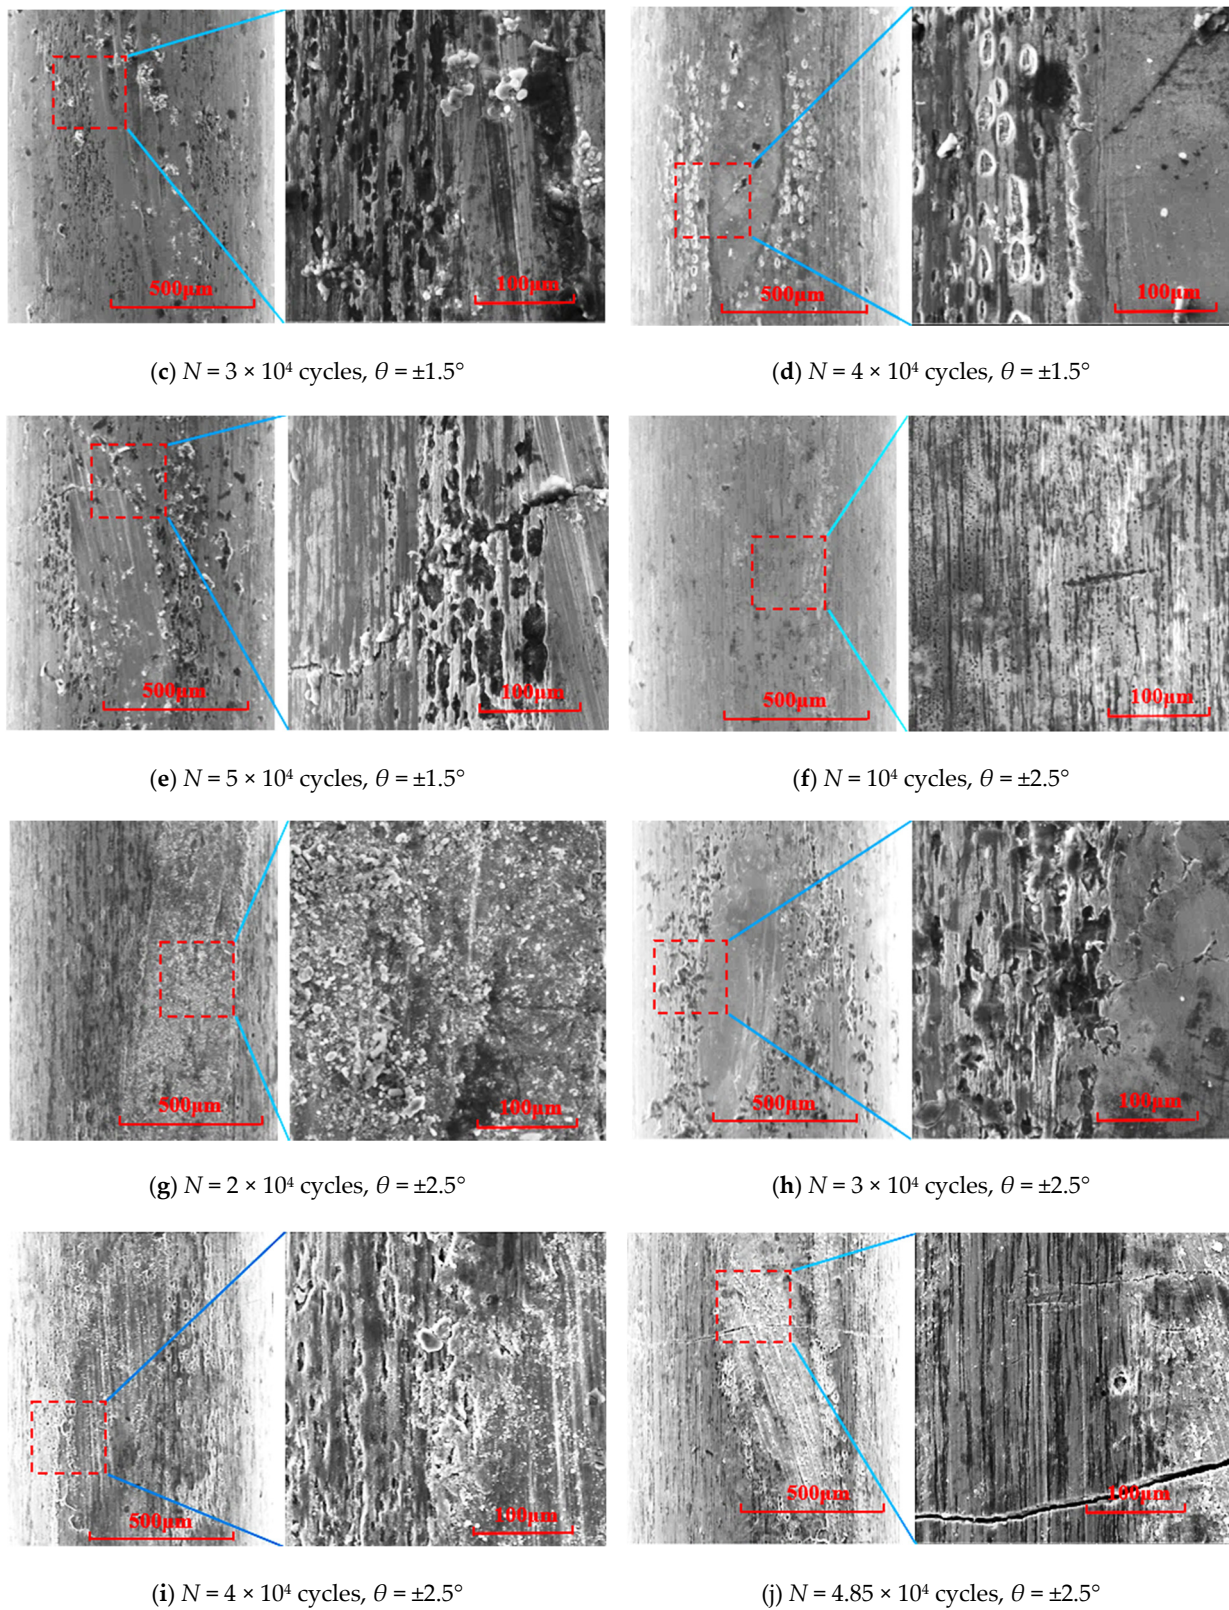 500μm 100μm 500μm 100μm
(c) N = 3 × 10⁴ cycles, θ = ±1.5° (d) N = 4 × 10⁴ cycles, θ = ±1.5°
500μm 100μm 500μm 100μm
(e) N = 5 × 10⁴ cycles, θ = ±1.5° (f) N = 10⁴ cycles, θ = ±2.5°
500μm 100μm 500μm 100μm
(g) N = 2 × 10⁴ cycles, θ = ±2.5° (h) N = 3 × 10⁴ cycles, θ = ±2.5°
500μm 100μm 500μm 100μm
(i) N = 4 × 10⁴ cycles, θ = ±2.5° (j) N = 4.85 × 10⁴ cycles, θ = ±2.5°